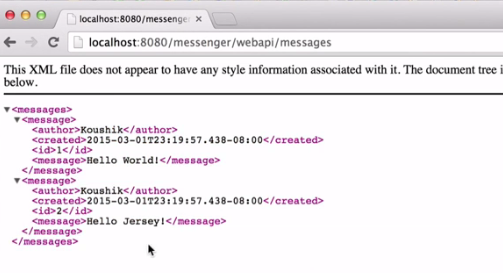 localhost:8080/messenger
localhost:8080/messenger/webapi/messages
This XML file does not appear to have any style information associated with it. The document tree
below.
<messages>
<message>
<author>Koushik</author>
<created>2015-03-01T23:19:57.438-08:00</created>
<id>1</id>
<message>Hello World!</message>
</message>
<message>
<author>Koushik</author>
<created>2015-03-01T23:19:57.438-08:00</created>
<id>2</id>
<message>Hello Jersey!</message>
</message>
</messages>